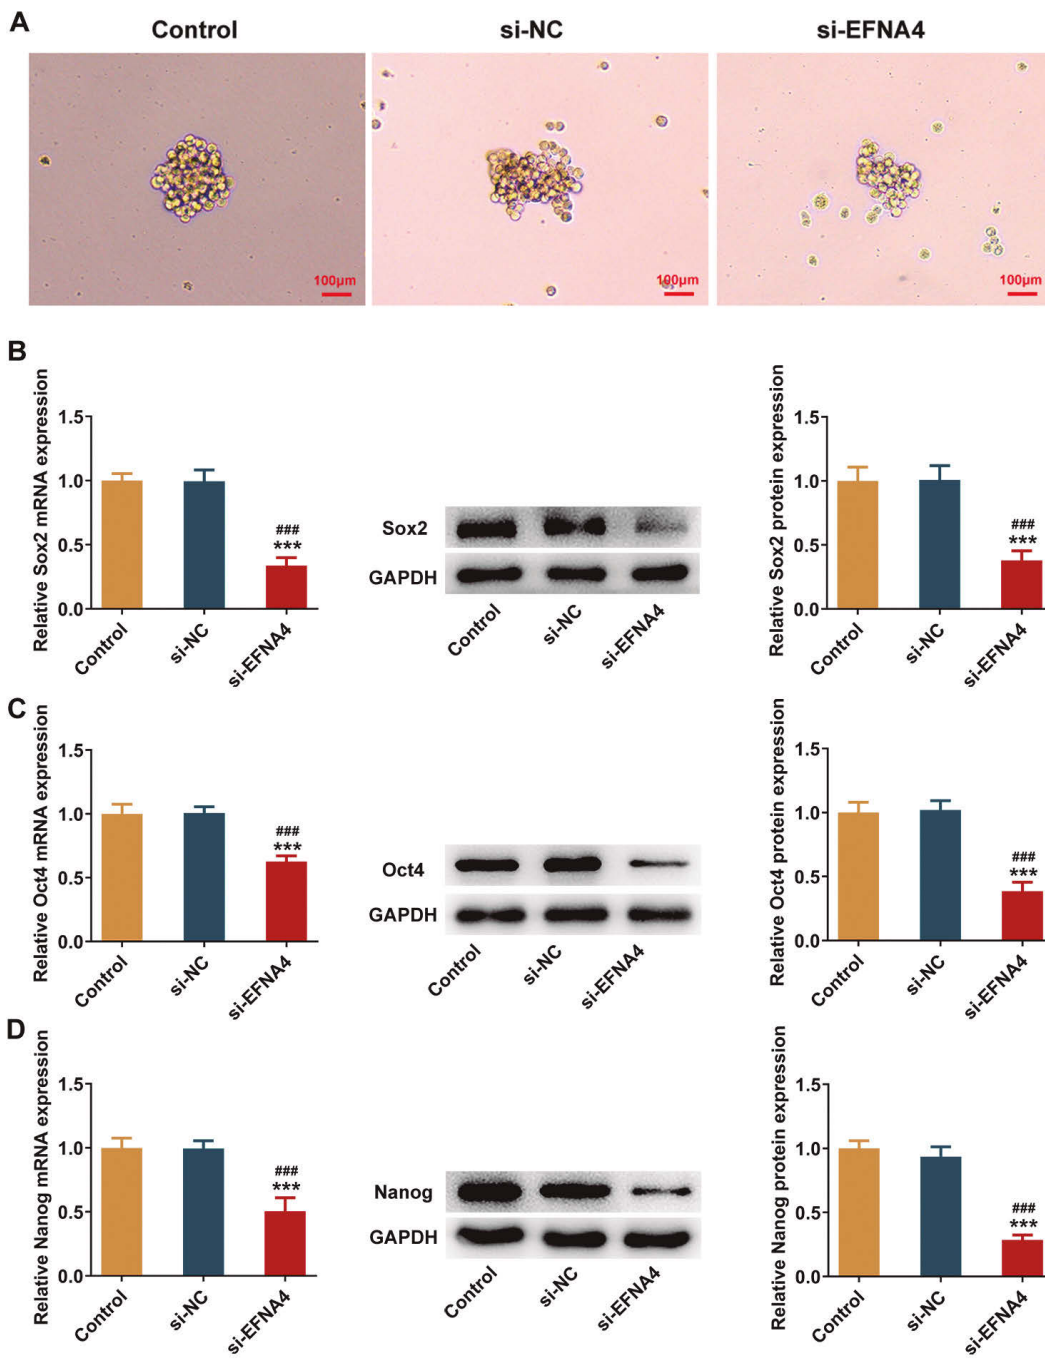 A
Control
si-NC
si-EFNA4
100μm
100μm
100μm
B
Relative Sox2 mRNA expression
1.5
1.0
0.5
0.0
###
***
Control
si-NC
si-EFNA4
Sox2
GAPDH
Control
si-NC
si-EFNA4
Relative Sox2 protein expression
1.5
1.0
0.5
0.0
###
***
Control
si-NC
si-EFNA4
C
Relative Oct4 mRNA expression
1.5
1.0
0.5
0.0
###
***
Control
si-NC
si-EFNA4
Oct4
GAPDH
Control
si-NC
si-EFNA4
Relative Oct4 protein expression
1.5
1.0
0.5
0.0
###
***
Control
si-NC
si-EFNA4
D
Relative Nanog mRNA expression
1.5
1.0
0.5
0.0
###
***
Control
si-NC
si-EFNA4
Nanog
GAPDH
Control
si-NC
si-EFNA4
Relative Nanog protein expression
1.5
1.0
0.5
0.0
###
***
Control
si-NC
si-EFNA4